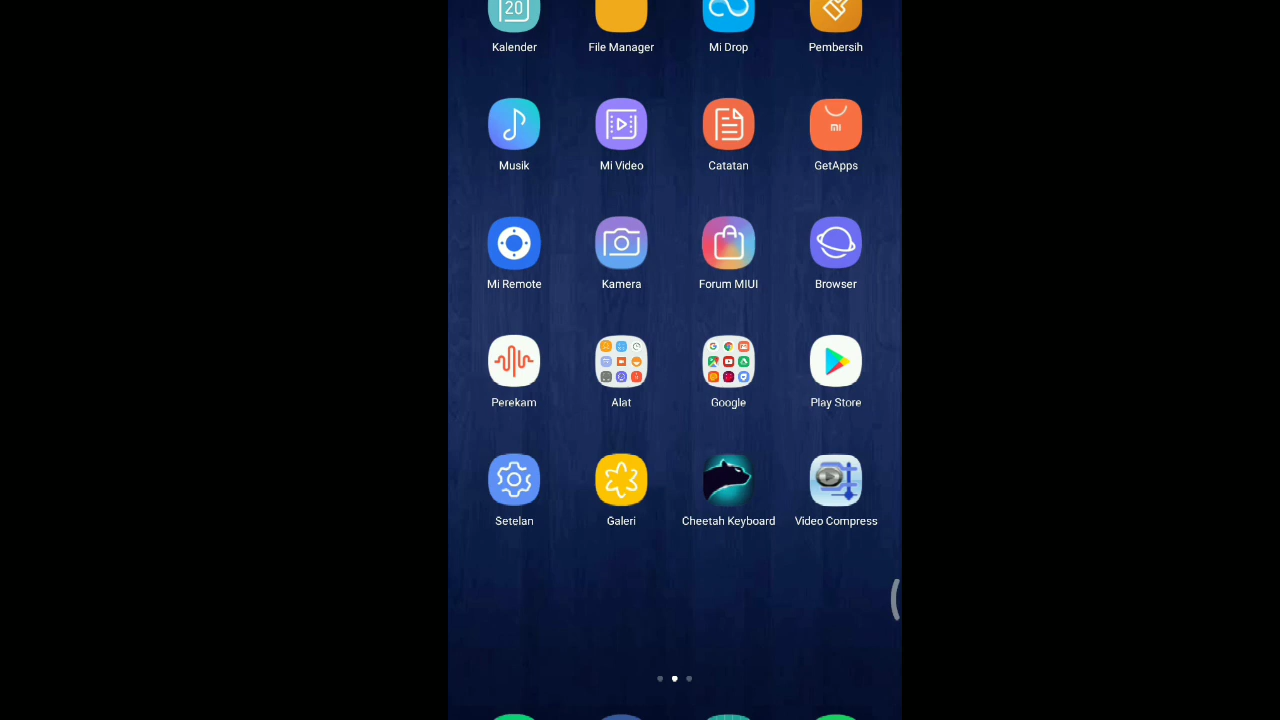 20
Kalender File Manager Mi Drop Pembersih
mi
Musik Mi Video Catatan GetApps
Mi Remote Kamera Forum MIUI Browser
Perekam Alat Google Play Store
Setelan Galeri Cheetah Keyboard Video Compress